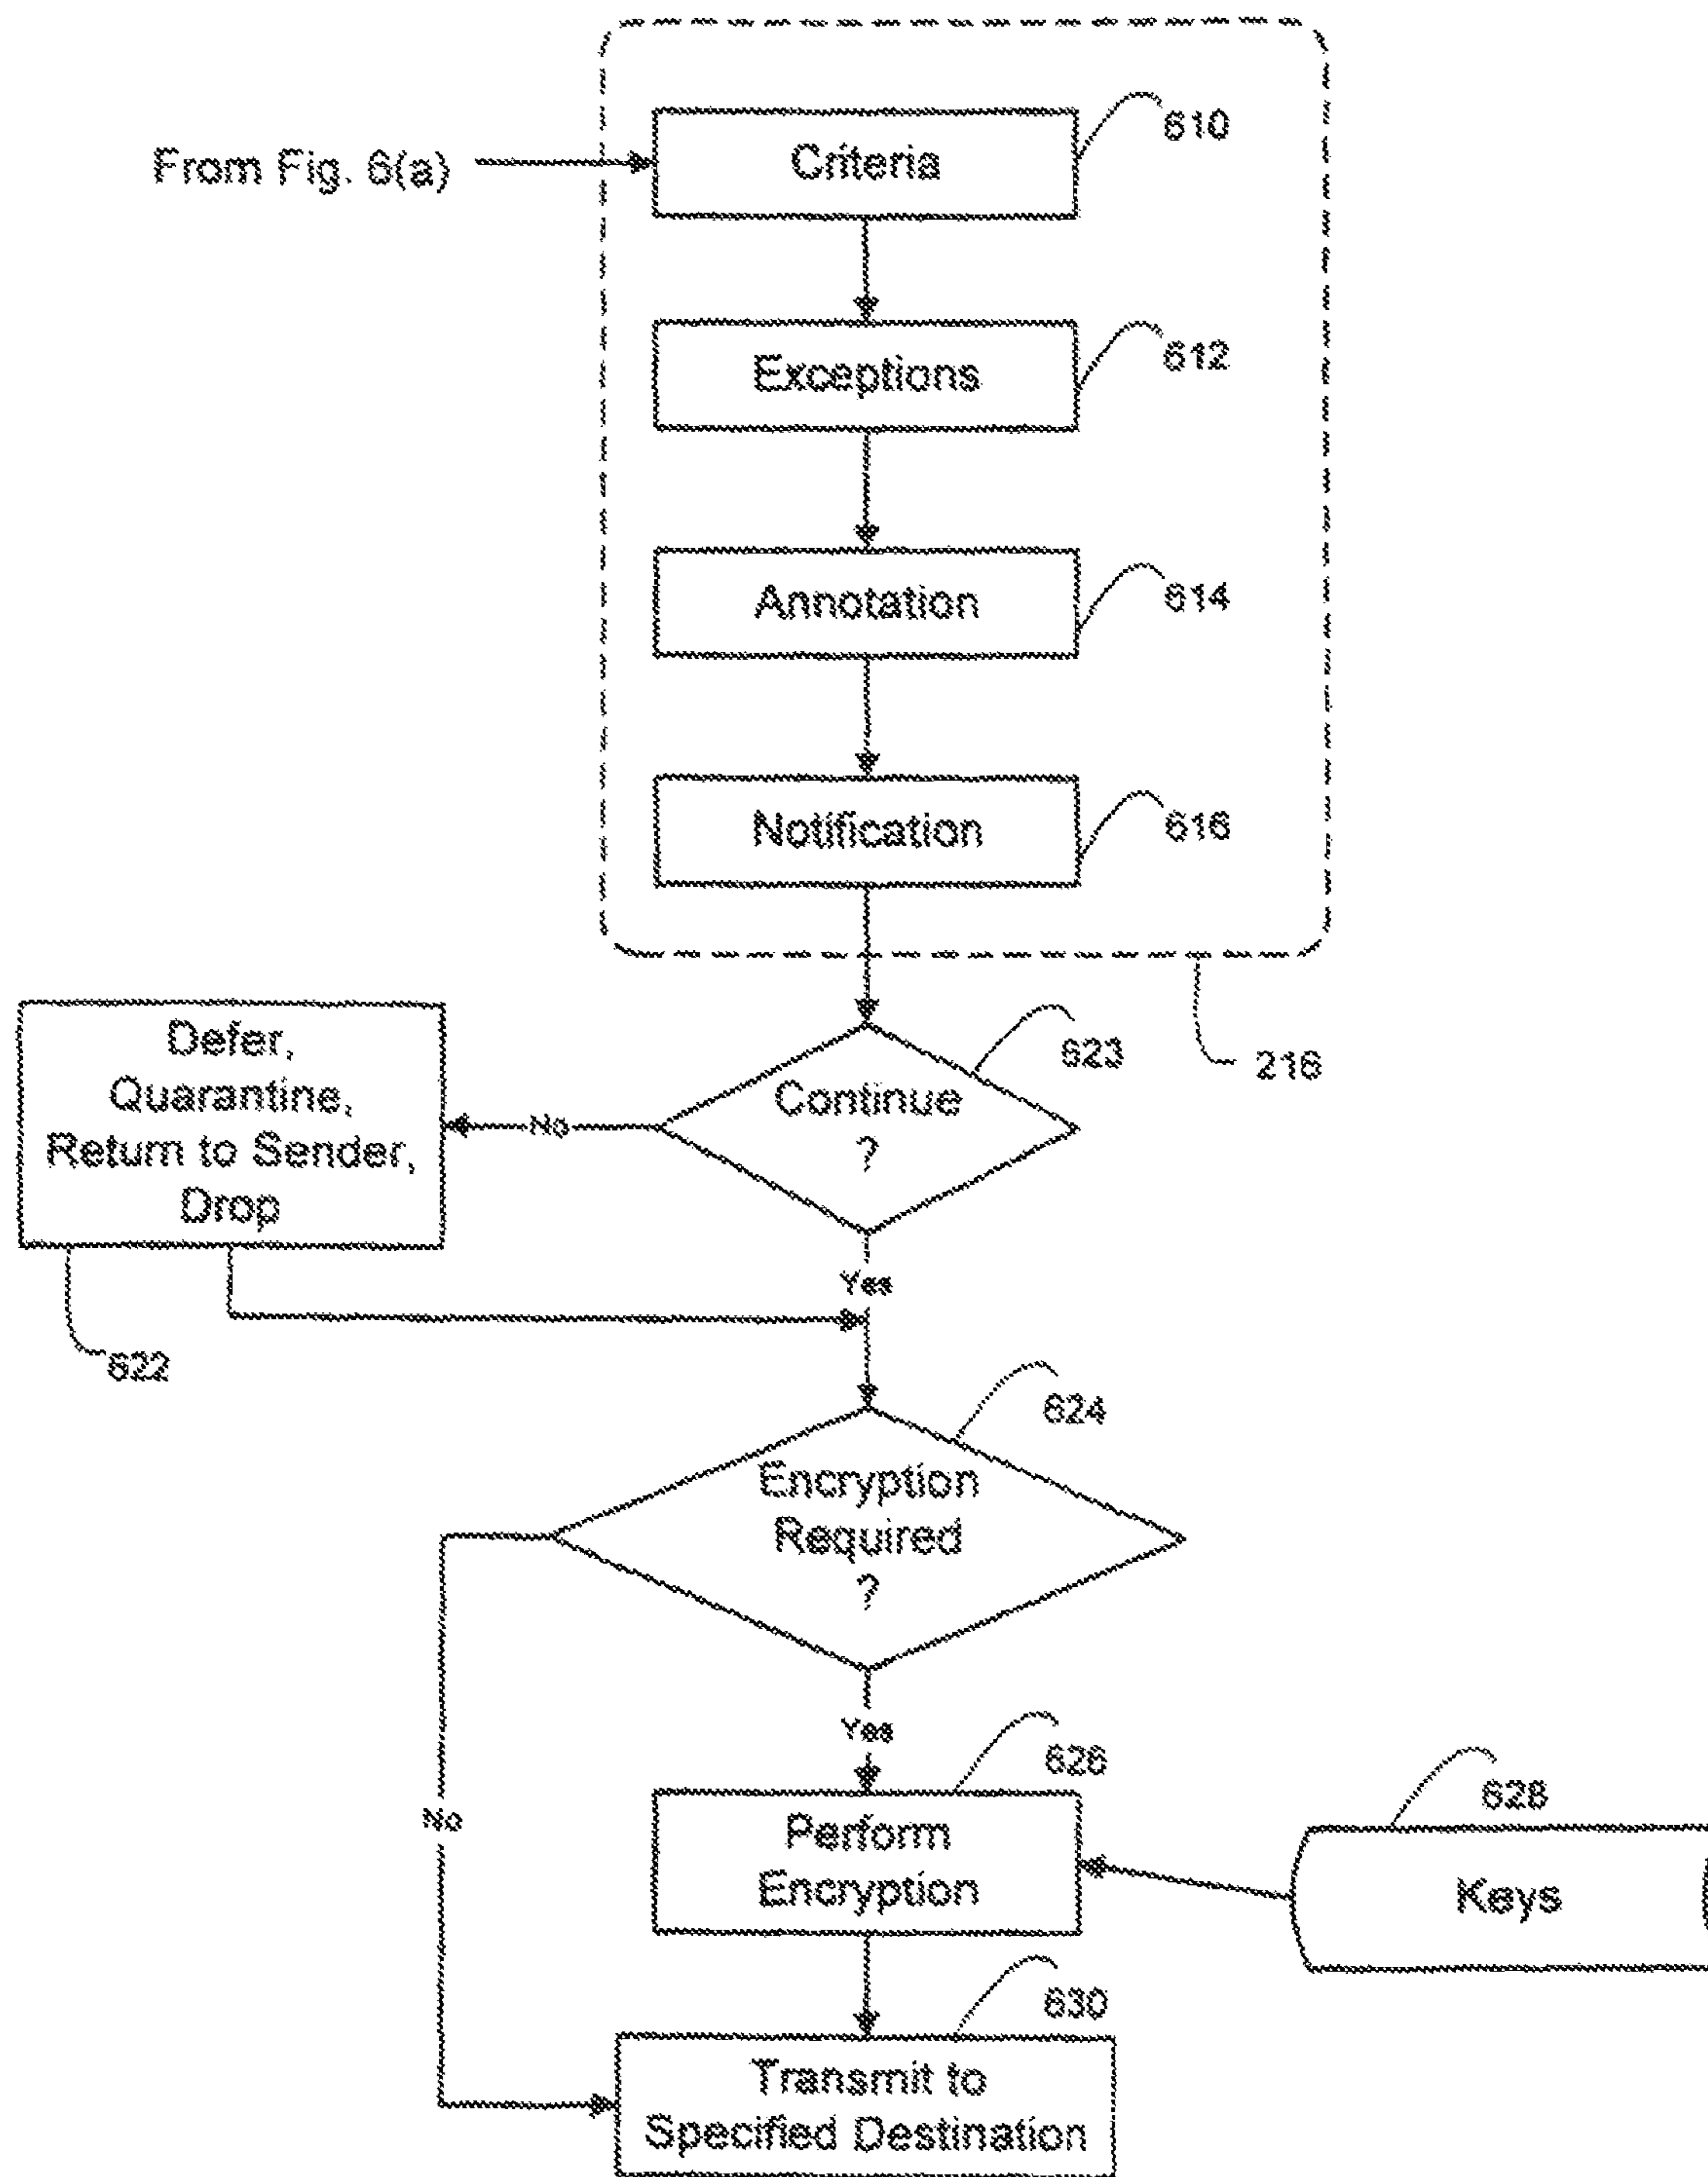 610
From Fig. 6(a)
Criteria
612
Exceptions
614
Annotation
616
Notification
623
216
Continue
?
Defer,
Quarantine,
Return to Sender,
Drop
No
Yes
622
624
Encryption
Required
?
Yes
No
626
Perform
Encryption
628
Keys
630
Transmit to
Specified Destination